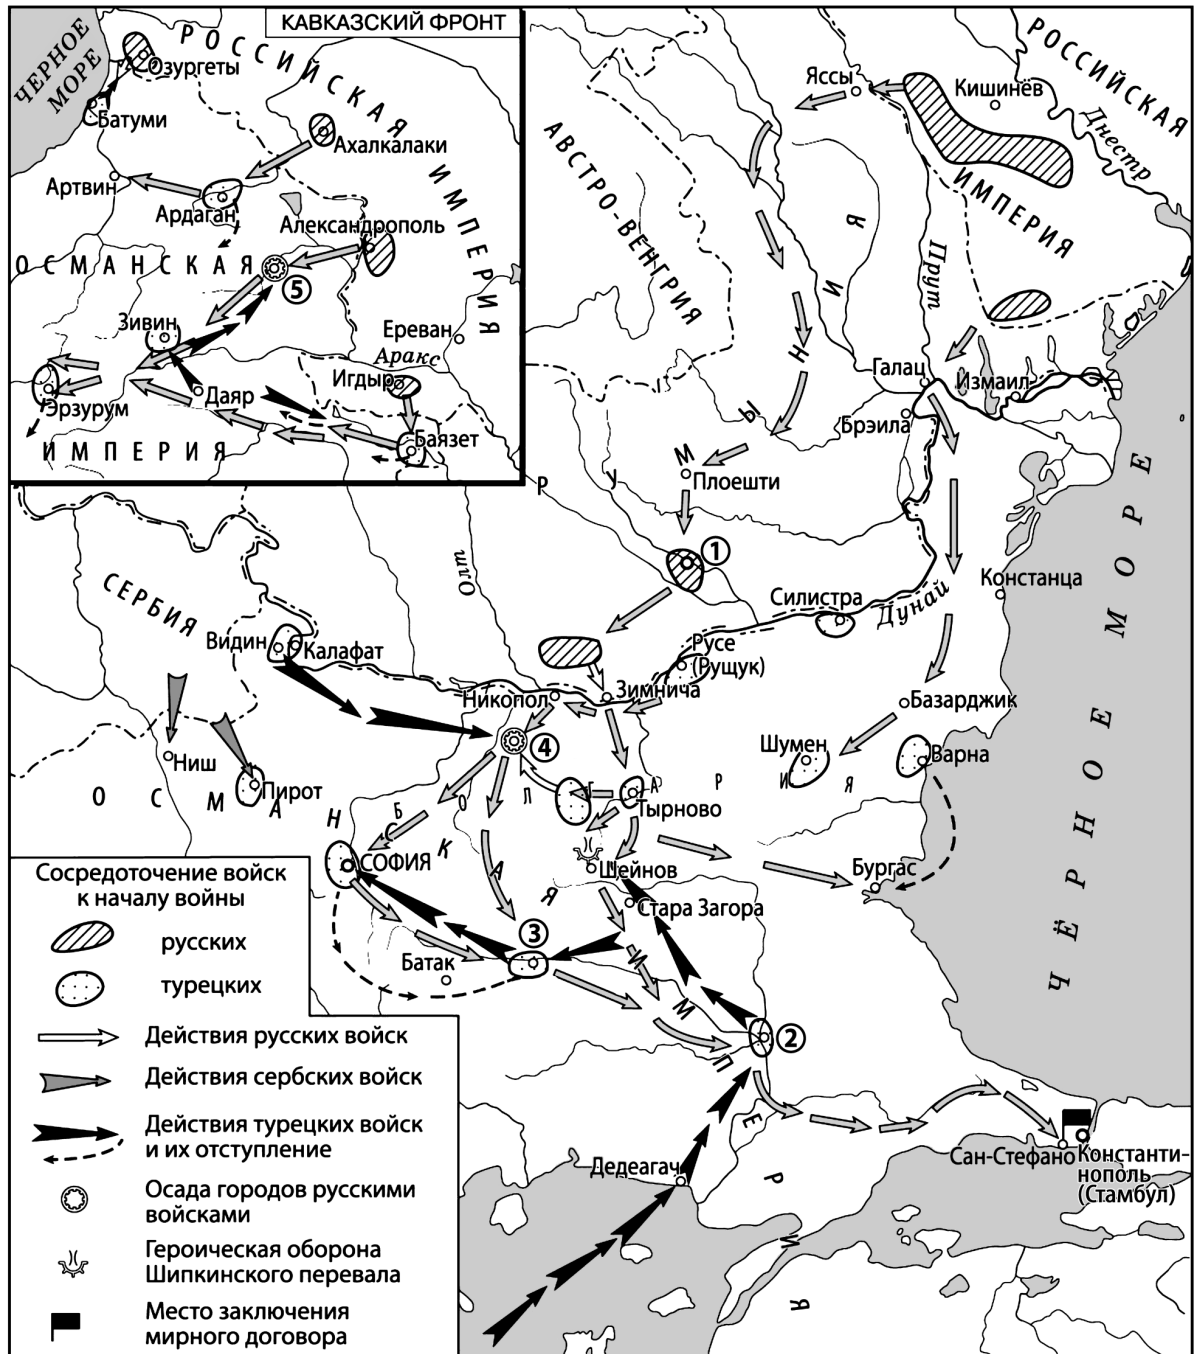 КАВКАЗСКИЙ ФРОНТ
ЧЕРНОЕ
МОРЕ
РОССИЙСКАЯ ИМПЕРИЯ
Озургеты
Батуми
Ахалкалаки
Артвин
Ардаган
Александрополь
ОСМАНСКАЯ
5
Зивин
Ереван
Аракс
Игдыр
Даяр
Эрзурум
Баязет
ИМПЕРИЯ
РОССИЙСКАЯ
ИМПЕРИЯ
Яссы
Кишинёв
Днестр
АВСТРО-ВЕНГРИЯ
Прут
РУМЫНИЯ
Галац
Измаил
Брэила
Плоешти
1
Олт
СЕРБИЯ
Констанца
Силистра
Дунай
Видин
Калафат
Русе
(Рущук)
Никопол
Зимнича
Базарджик
4
Ниш
Шумен
Варна
Пирот
БОЛГАРИЯ
Тырново
ОСМАНСКАЯ ИМПЕРИЯ
СОФИЯ
Шейнов
Бургас
Стара Загора
3
Батак
2
ЧЁРНОЕ МОРЕ
Дедеагач
Сан-Стефано
Константи-
нополь
(Стамбул)
Сосредоточение войск
к началу войны
русских
турецких
Действия русских войск
Действия сербских войск
Действия турецких войск
и их отступление
Осада городов русскими
войсками
Героическая оборона
Шипкинского перевала
Место заключения
мирного договора